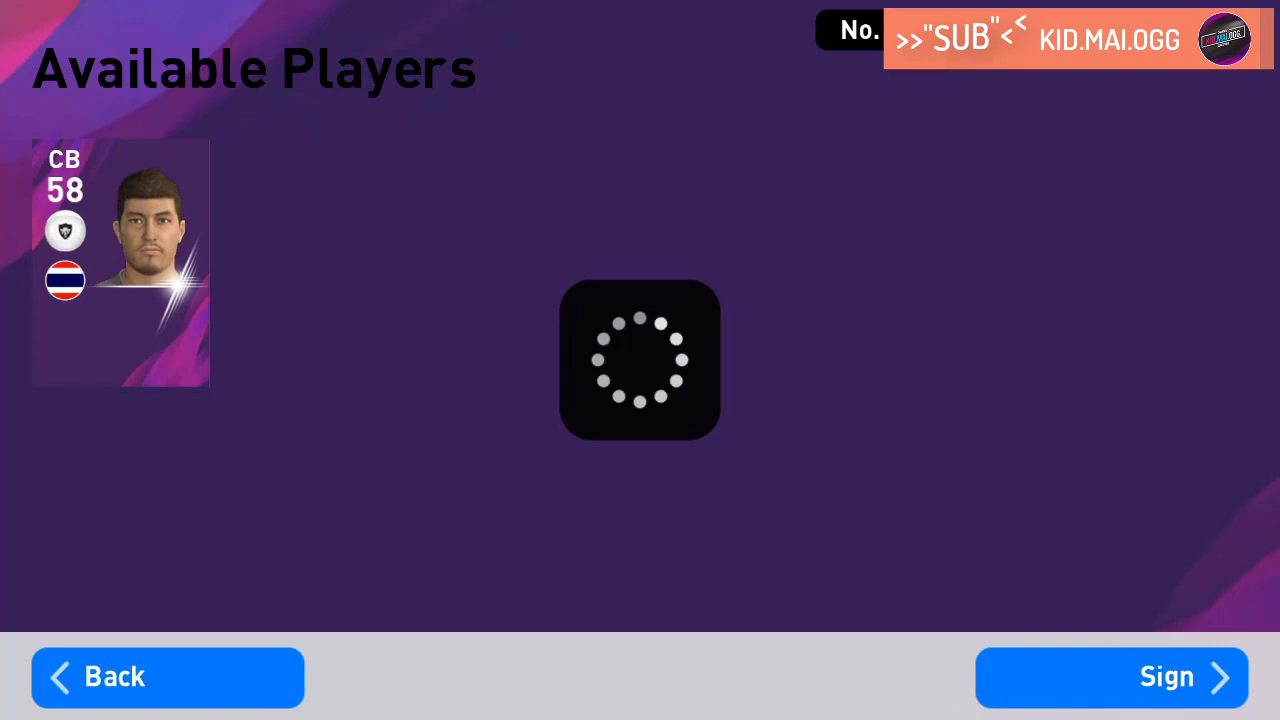 No.
>>"SUB"<<
KID.MAI.OGG
Available Players
CB
58
Back
Sign